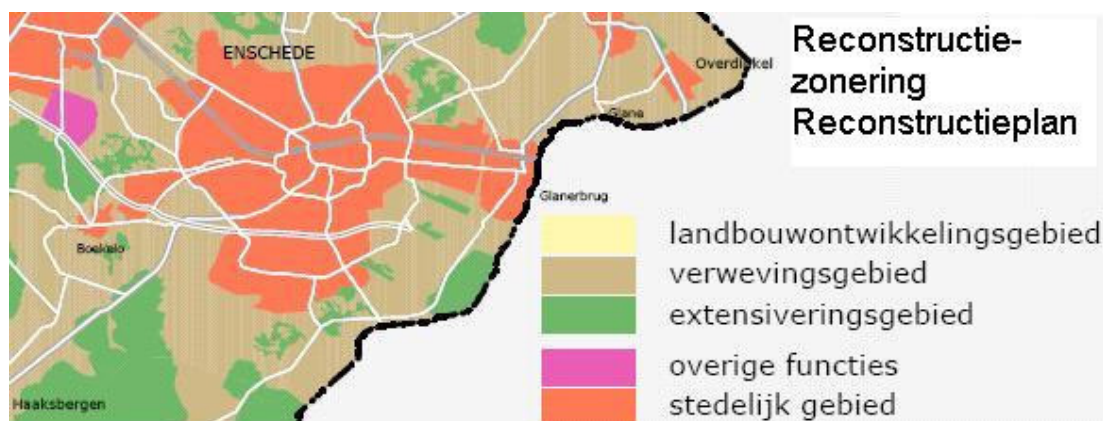 ENSCHEDE
Overdinkel
Glane
Glanerbrug
Boekelo
Haaksbergen
Reconstructie-
zonering
Reconstructieplan
landbouwontwikkelingsgebied
verwevingsgebied
extensiveringsgebied
overige functies
stedelijk gebied